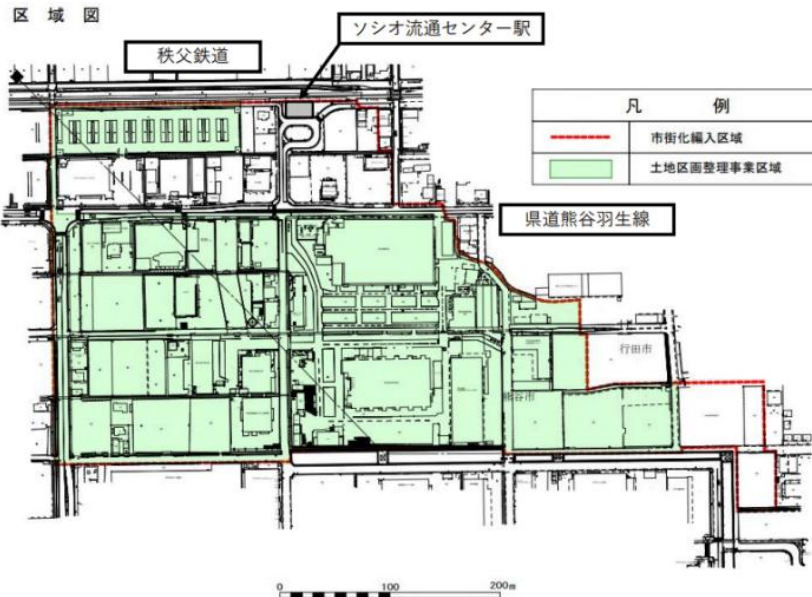 区域図
ソシオ流通センター駅
秩父鉄道
凡例
市街化編入区域
土地区画整理事業区域
県道熊谷羽生線
行田市
熊谷市
0 100 200m